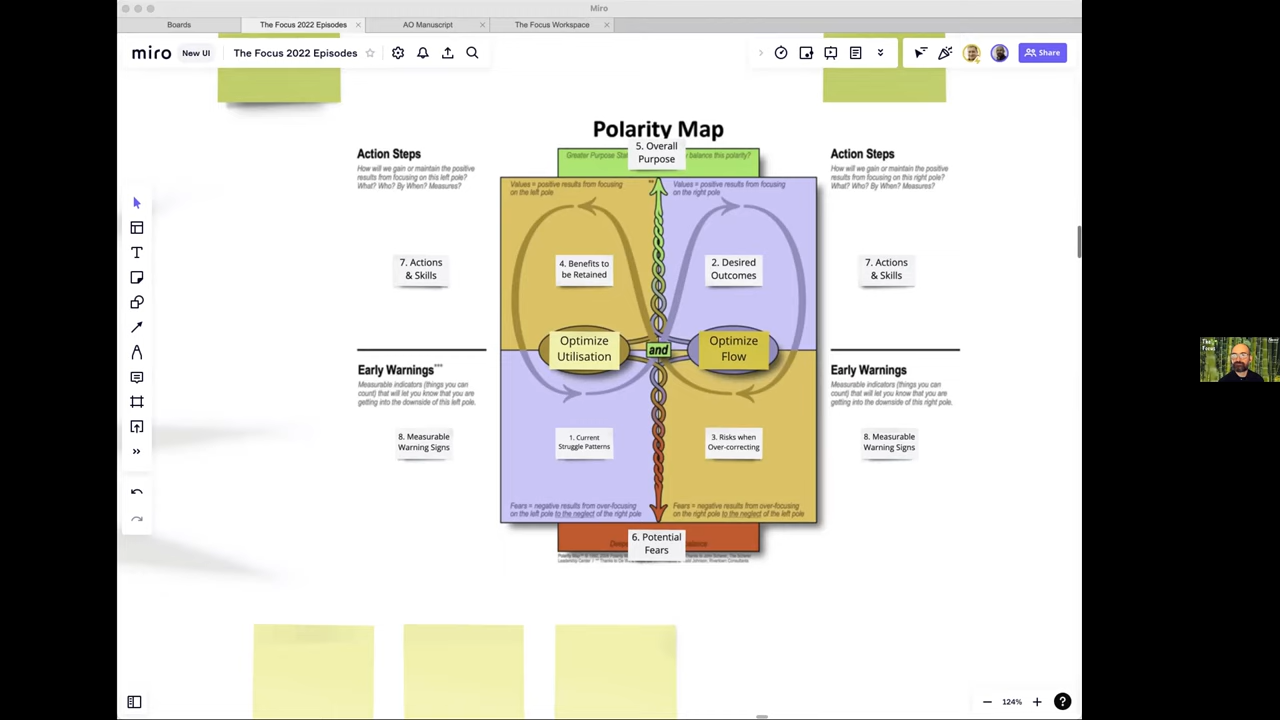 Miro
Boards
The Focus 2022 Episodes
AO Manuscript
The Focus Workspace
miro
New UI
The Focus 2022 Episodes
Share
Polarity Map
5. Overall
Purpose
Greater Purpose
balance this polarity?
Action Steps
How will we gain or maintain the positive
results from focusing on this left pole?
What? Who? By When? Measures?
Values = positive results from focusing
on the left pole
Values = positive results from focusing
on the right pole
Action Steps
How will we gain or maintain the positive
results from focusing on this right pole?
What? Who? By When? Measures?
7. Actions
& Skills
4. Benefits to
be Retained
2. Desired
Outcomes
7. Actions
& Skills
Optimize
Utilisation
and
Optimize
Flow
Early Warnings***
Measurable indicators (things you can
count) that will let you know that you are
getting into the downside of this left pole.
Early Warnings
Measurable indicators (things you can
count) that will let you know that you are
getting into the downside of this right pole.
8. Measurable
Warning Signs
1. Current
Struggle Patterns
3. Risks when
Over-correcting
8. Measurable
Warning Signs
Fears = negative results from over-focusing
on the left pole to the neglect of the right pole
Fears = negative results from over-focusing
on the right pole to the neglect of the left pole
6. Potential
Fears
124%